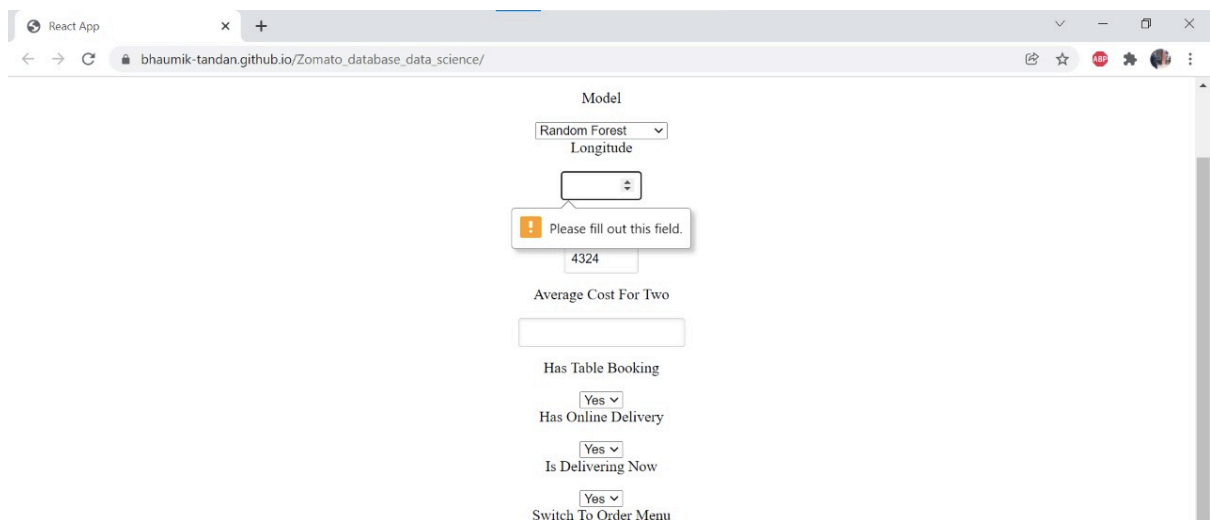 React App
bhaumik-tandan.github.io/Zomato_database_data_science/
ABP
Model
Random Forest
Longitude
Please fill out this field.
4324
Average Cost For Two
Has Table Booking
Yes
Has Online Delivery
Yes
Is Delivering Now
Yes
Switch To Order Menu